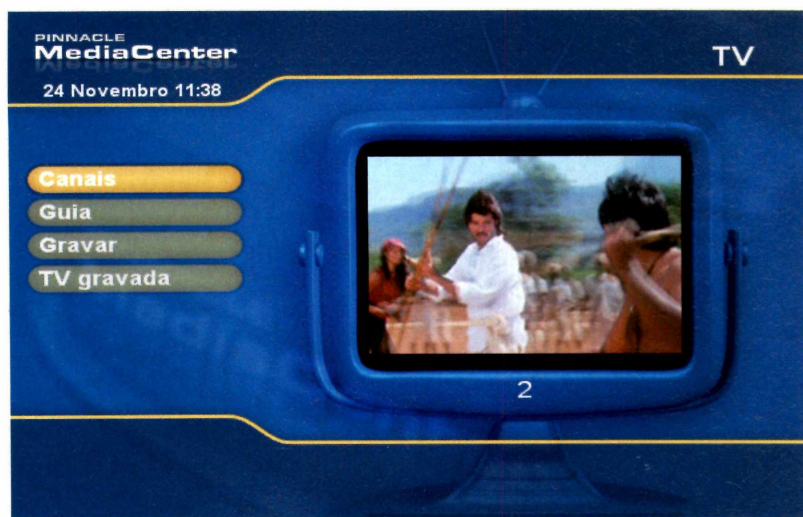 PINNACLE
MediaCenter
TV
24 Novembro 11:38
Canais
Guia
Gravar
TV gravada
2